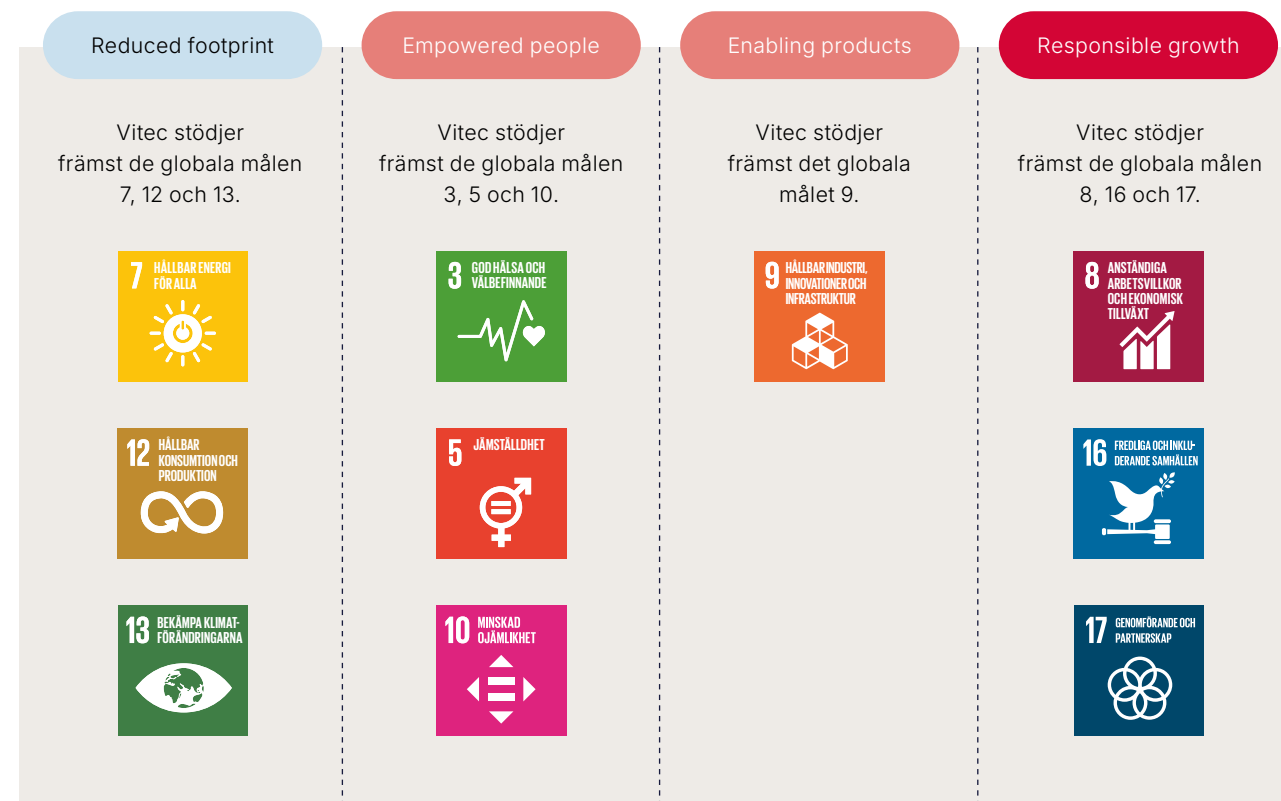 Reduced footprint
Vitec stödjer
främst de globala målen
7, 12 och 13.
7 HÅLLBAR ENERGI
FÖR ALLA
12 HÅLLBAR
KONSUMTION OCH
PRODUKTION
13 BEKÄMPA KLIMAT-
FÖRÄNDRINGARNA
Empowered people
Vitec stödjer
främst de globala målen
3, 5 och 10.
3 GOD HÄLSA OCH
VÄLBEFINNANDE
5 JÄMSTÄLLDHET
10 MINSKAD
OJÄMLIKHET
Enabling products
Vitec stödjer
främst det globala
målet 9.
9 HÅLLBAR INDUSTRI,
INNOVATIONER OCH
INFRASTRUKTUR
Responsible growth
Vitec stödjer
främst de globala målen
8, 16 och 17.
8 ANSTÄNDIGA
ARBETSVILLKOR
OCH EKONOMISK
TILLVÄXT
16 FREDLIGA OCH INKLU-
DERANDE SAMHÄLLEN
17 GENOMFÖRANDE OCH
PARTNERSKAP